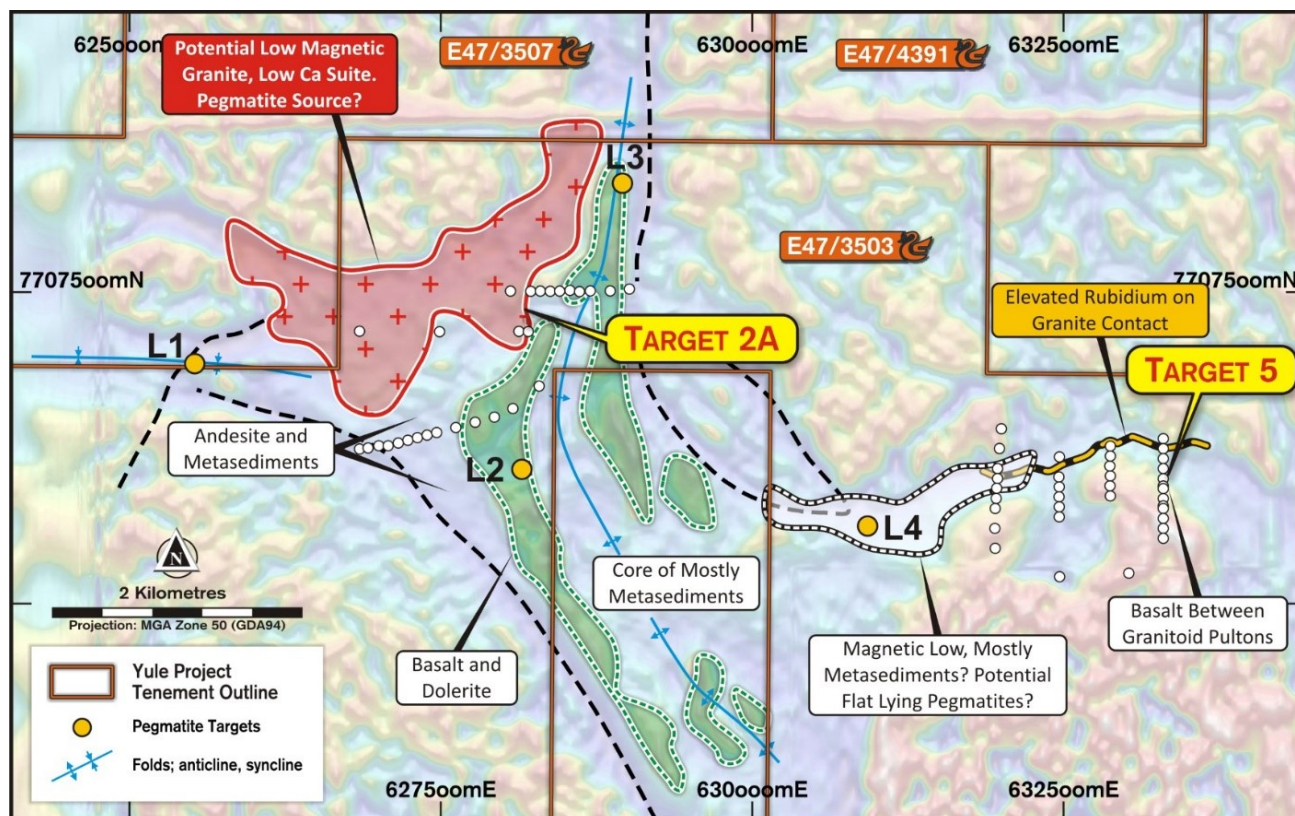 625000mE
630000mE
632500mE
E47/3507
E47/4391
Potential Low Magnetic
Granite, Low Ca Suite.
Pegmatite Source?
L3
E47/3503
7707500mN
7707500mN
Elevated Rubidium on
Granite Contact
L1
TARGET 2A
TARGET 5
Andesite and
Metasediments
L2
L4
N
2 Kilometres
Projection: MGA Zone 50 (GDA94)
Core of Mostly
Metasediments
Basalt Between
Granitoid Pultons
Basalt and
Dolerite
Magnetic Low, Mostly
Metasediments? Potential
Flat Lying Pegmatites?
Yule Project
Tenement Outline
Pegmatite Targets
Folds; anticline, syncline
627500mE
630000mE
632500mE